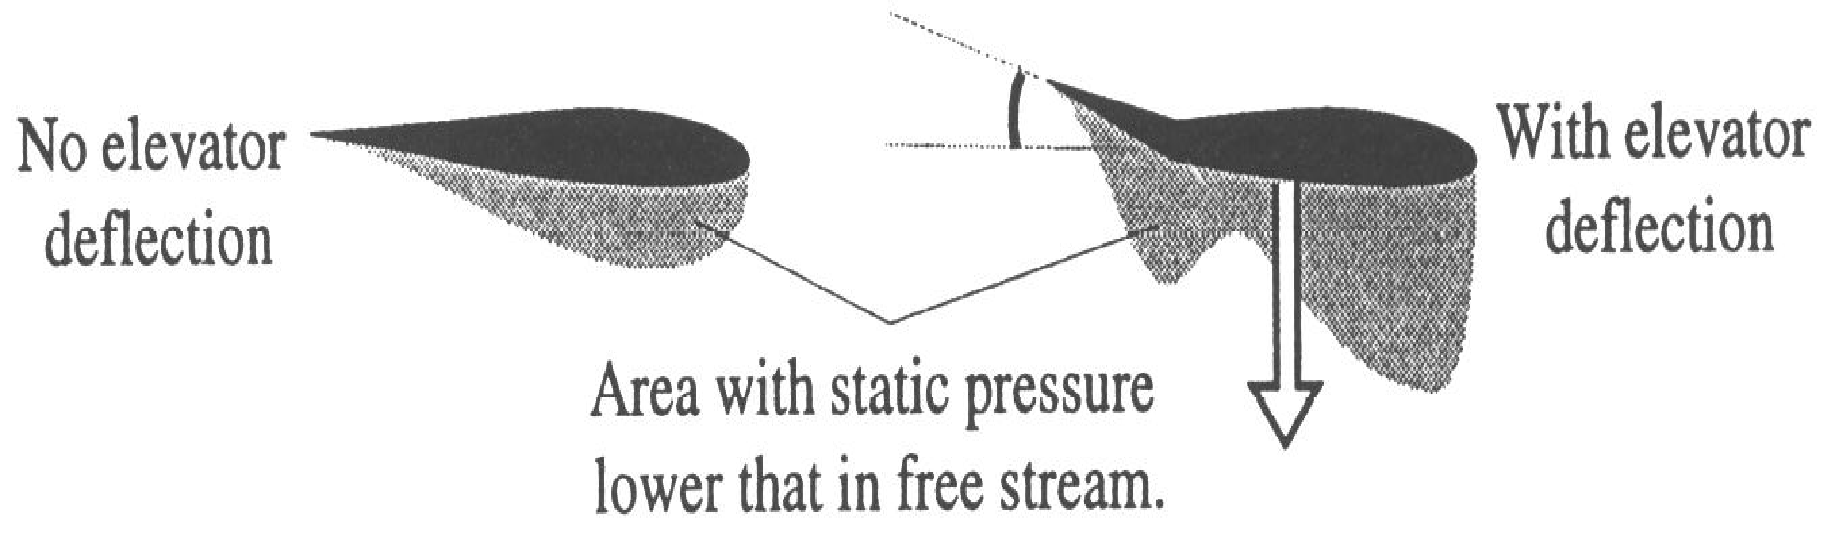 No elevator
deflection
With elevator
deflection
Area with static pressure
lower that in free stream.